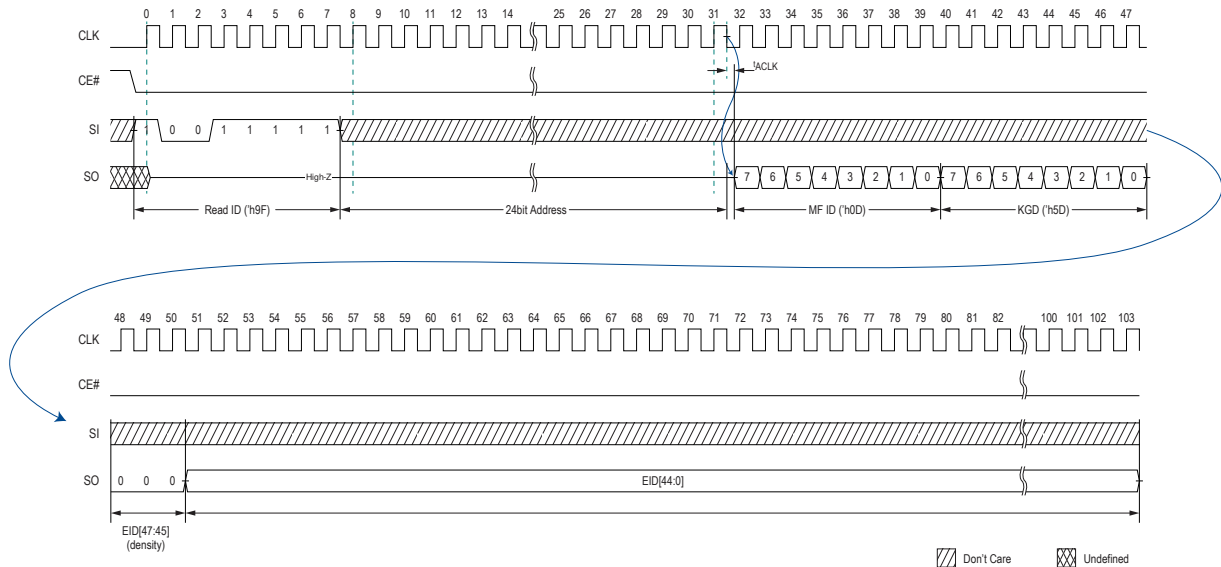 0 1 2 3 4 5 6 7 8 9 10 11 12 13 14 25 26 27 28 29 30 31 32 33 34 35 36 37 38 39 40 41 42 43 44 45 46 47
CLK
tACLK
CE#
SI 1 0 0 1 1 1 1 1
SO High-Z 7 6 5 4 3 2 1 0 7 6 5 4 3 2 1 0
Read ID ('h9F) 24bit Address MF ID ('h0D) KGD ('h5D)
48 49 50 51 52 53 54 55 56 57 58 59 60 61 62 63 64 65 66 67 68 69 70 71 72 73 74 75 76 77 78 79 80 81 82 100 101 102 103
CLK
CE#
SI
SO 0 0 0 EID[44:0]
EID[47:45]
(density)
Don't Care Undefined